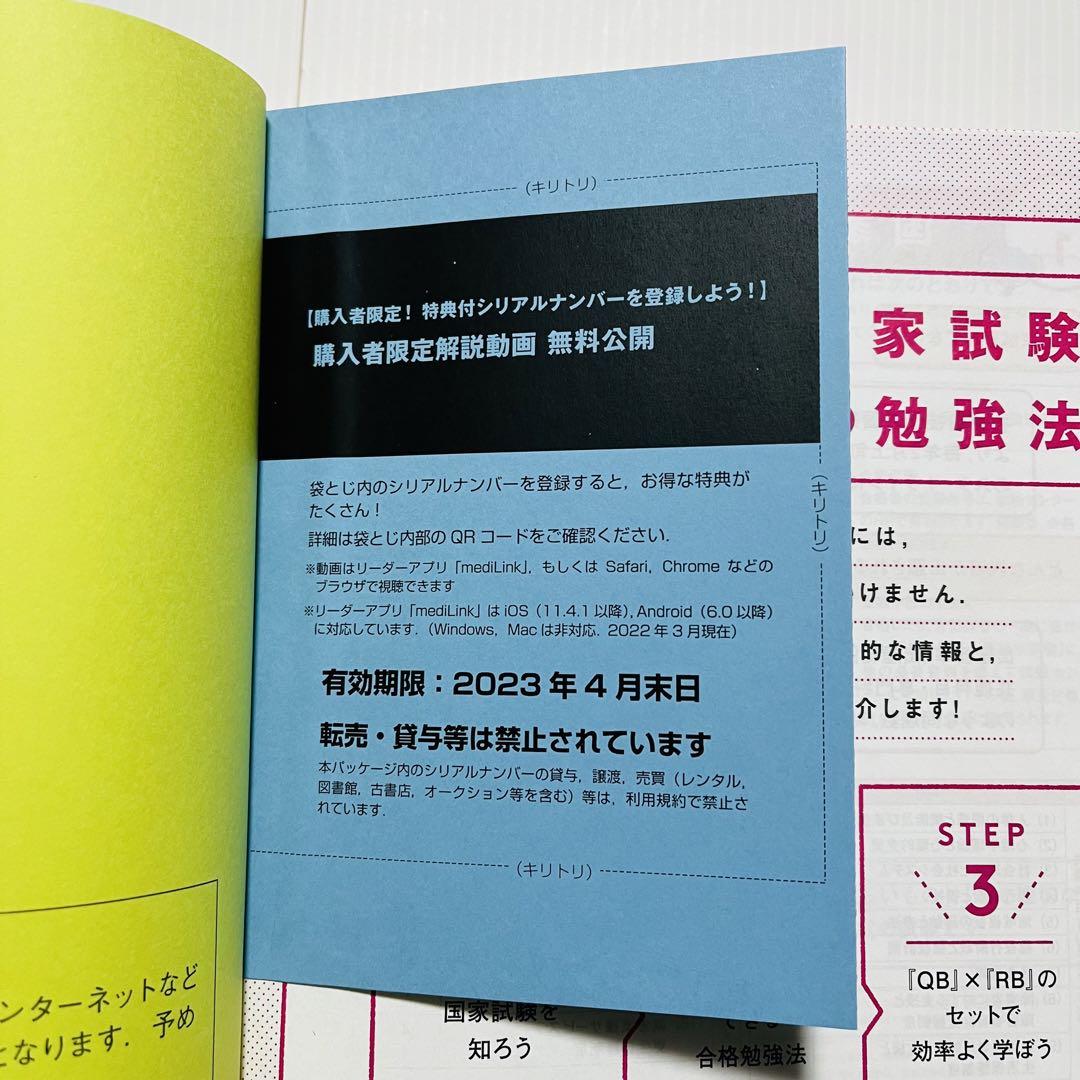 (キリトリ)
【購入者限定！ 特典付シリアルナンバーを登録しよう！】
購入者限定解説動画 無料公開
袋とじ内のシリアルナンバーを登録すると，お得な特典が
たくさん！
詳細は袋とじ内部の QR コードをご確認ください．
※動画はリーダーアプリ「mediLink」，もしくは Safari，Chrome などの
ブラウザで視聴できます
※リーダーアプリ「mediLink」は iOS（11.4.1 以降），Android（6.0 以降）
に対応しています．（Windows，Mac は非対応．2022 年 3 月現在）
有効期限：2023 年 4 月末日
転売・貸与等は禁止されています
本パッケージ内のシリアルナンバーの貸与，譲渡，売買（レンタル，
図書館，古書店，オークション等を含む）等は，利用規約で禁止さ
れています．
(キリトリ)
(キリトリ)
家試験
勉強法
には，
けません．
的な情報と，
介します！
STEP
3
『QB』×『RB』の
セットで
効率よく学ぼう
国家試験を
知ろう
合格勉強法
ンターネットなど
となります． 予め